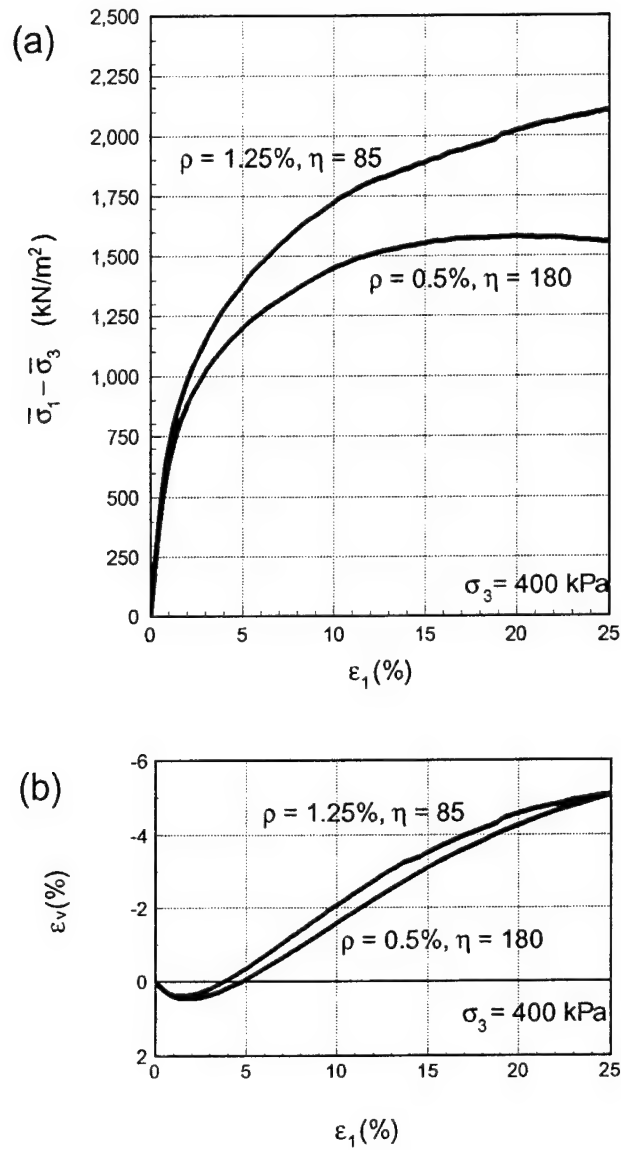 (a)
2,500
2,250
2,000
1,750
1,500
1,250
1,000
750
500
250
0
σ̅₁ – σ̅₃ (kN/m²)
ρ = 1.25%, η = 85
ρ = 0.5%, η = 180
σ₃ = 400 kPa
0 5 10 15 20 25
ε₁(%)
(b)
-6
-4
-2
0
2
εᵥ(%)
ρ = 1.25%, η = 85
ρ = 0.5%, η = 180
σ₃ = 400 kPa
0 5 10 15 20 25
ε₁(%)